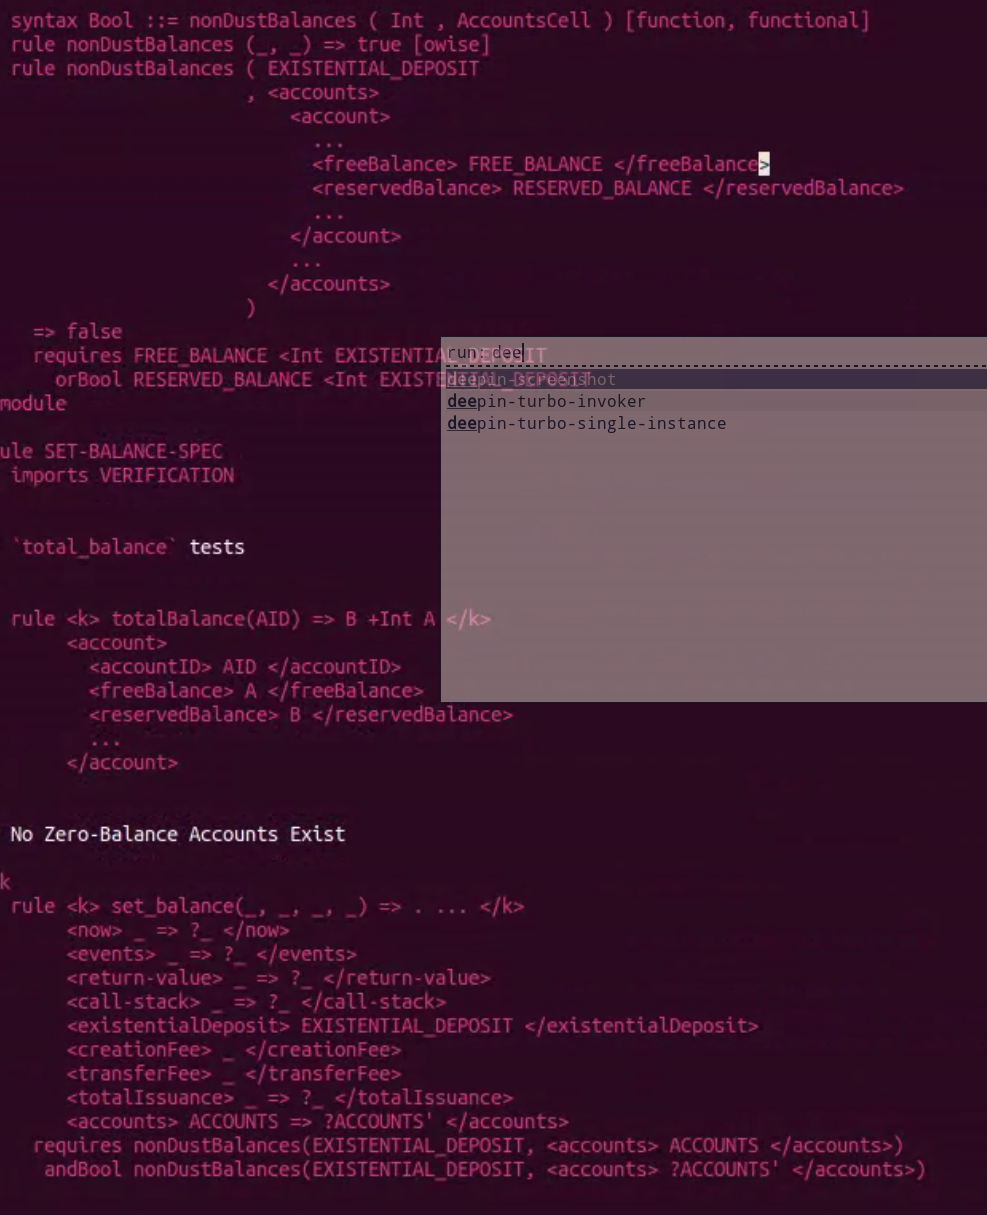 syntax Bool ::= nonDustBalances ( Int , AccountsCell ) [function, functional]
rule nonDustBalances (_, _) => true [owise]
rule nonDustBalances ( EXISTENTIAL_DEPOSIT
, <accounts>
<account>
...
<freeBalance> FREE_BALANCE </freeBalance>
<reservedBalance> RESERVED_BALANCE </reservedBalance>
...
</account>
...
</accounts>
)
=> false
requires FREE_BALANCE <Int EXISTENTIAL_DEPOSIT
orBool RESERVED_BALANCE <Int EXISTENTIAL_DEPOSIT
module
ule SET-BALANCE-SPEC
imports VERIFICATION
run: dee
deepin-screenshot
deepin-turbo-invoker
deepin-turbo-single-instance
`total_balance` tests
rule <k> totalBalance(AID) => B +Int A </k>
<account>
<accountID> AID </accountID>
<freeBalance> A </freeBalance>
<reservedBalance> B </reservedBalance>
...
</account>
No Zero-Balance Accounts Exist
k
rule <k> set_balance(_, _, _, _) => . ... </k>
<now> _ => ?_ </now>
<events> _ => ?_ </events>
<return-value> _ => ?_ </return-value>
<call-stack> _ => ?_ </call-stack>
<existentialDeposit> EXISTENTIAL_DEPOSIT </existentialDeposit>
<creationFee> _ </creationFee>
<transferFee> _ </transferFee>
<totalIssuance> _ => ?_ </totalIssuance>
<accounts> ACCOUNTS => ?ACCOUNTS' </accounts>
requires nonDustBalances(EXISTENTIAL_DEPOSIT, <accounts> ACCOUNTS </accounts>)
andBool nonDustBalances(EXISTENTIAL_DEPOSIT, <accounts> ?ACCOUNTS' </accounts>)